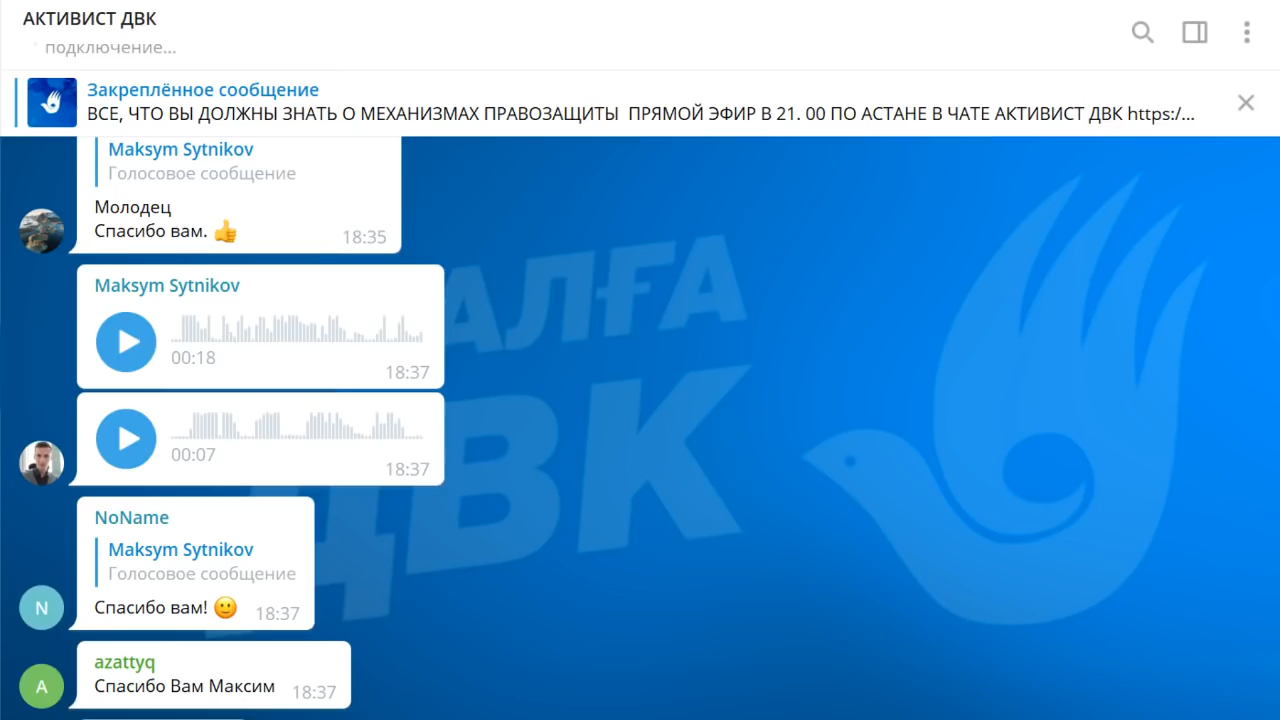 АКТИВИСТ ДВК
подключение...
Закреплённое сообщение
ВСЕ, ЧТО ВЫ ДОЛЖНЫ ЗНАТЬ О МЕХАНИЗМАХ ПРАВОЗАЩИТЫ ПРЯМОЙ ЭФИР В 21. 00 ПО АСТАНЕ В ЧАТЕ АКТИВИСТ ДВК https:/...
Maksym Sytnikov
Голосовое сообщение
Молодец
Спасибо вам. 👍
18:35
Maksym Sytnikov
00:18
18:37
00:07
18:37
АЛҒА
ДВК
NoName
Maksym Sytnikov
Голосовое сообщение
N
Спасибо вам! 🙂
18:37
azattyq
A
Спасибо Вам Максим
18:37